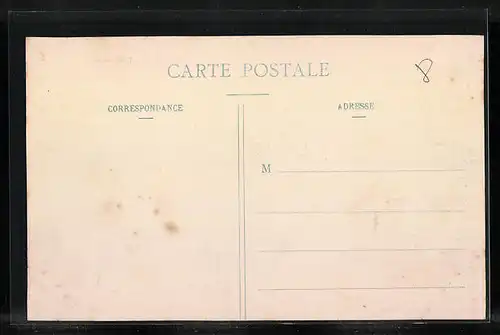 CARTE POSTALE
8
CORRESPONDANCE
ADRESSE
M